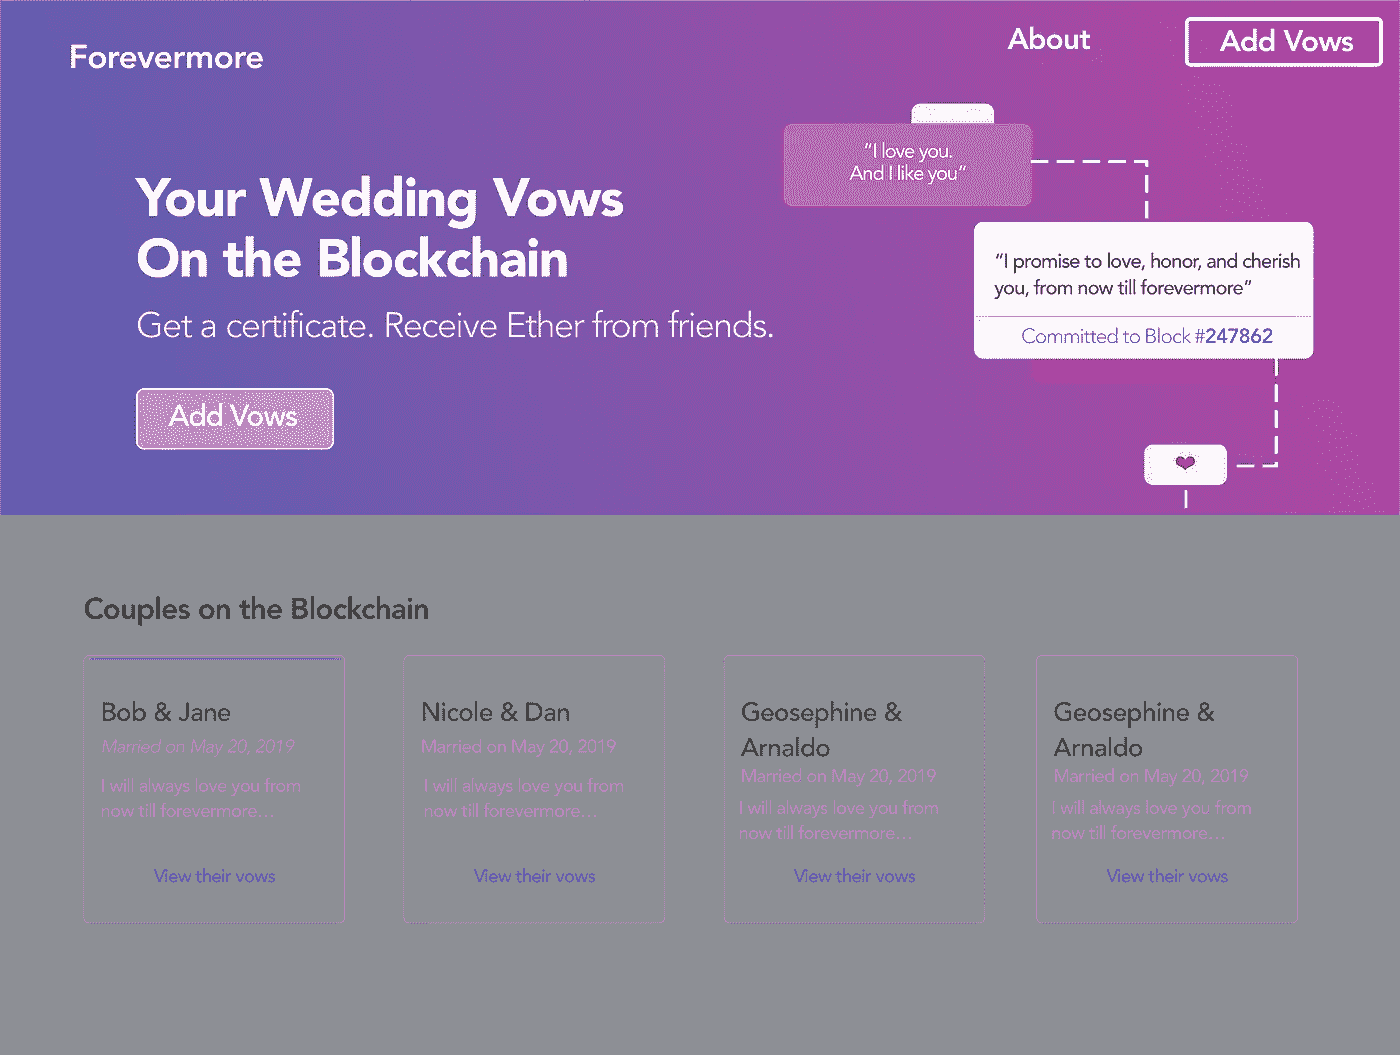 Forevermore
About
Add Vows
Your Wedding Vows
On the Blockchain
Get a certificate. Receive Ether from friends.
Add Vows
“I love you.
And I like you”
“I promise to love, honor, and cherish
you, from now till forevermore”
Committed to Block #247862
Couples on the Blockchain
Bob & Jane
Married on May 20, 2019
I will always love you from
now till forevermore...
View their vows
Nicole & Dan
Married on May 20, 2019
I will always love you from
now till forevermore...
View their vows
Geosephine &
Arnaldo
Married on May 20, 2019
I will always love you from
now till forevermore...
View their vows
Geosephine &
Arnaldo
Married on May 20, 2019
I will always love you from
now till forevermore...
View their vows